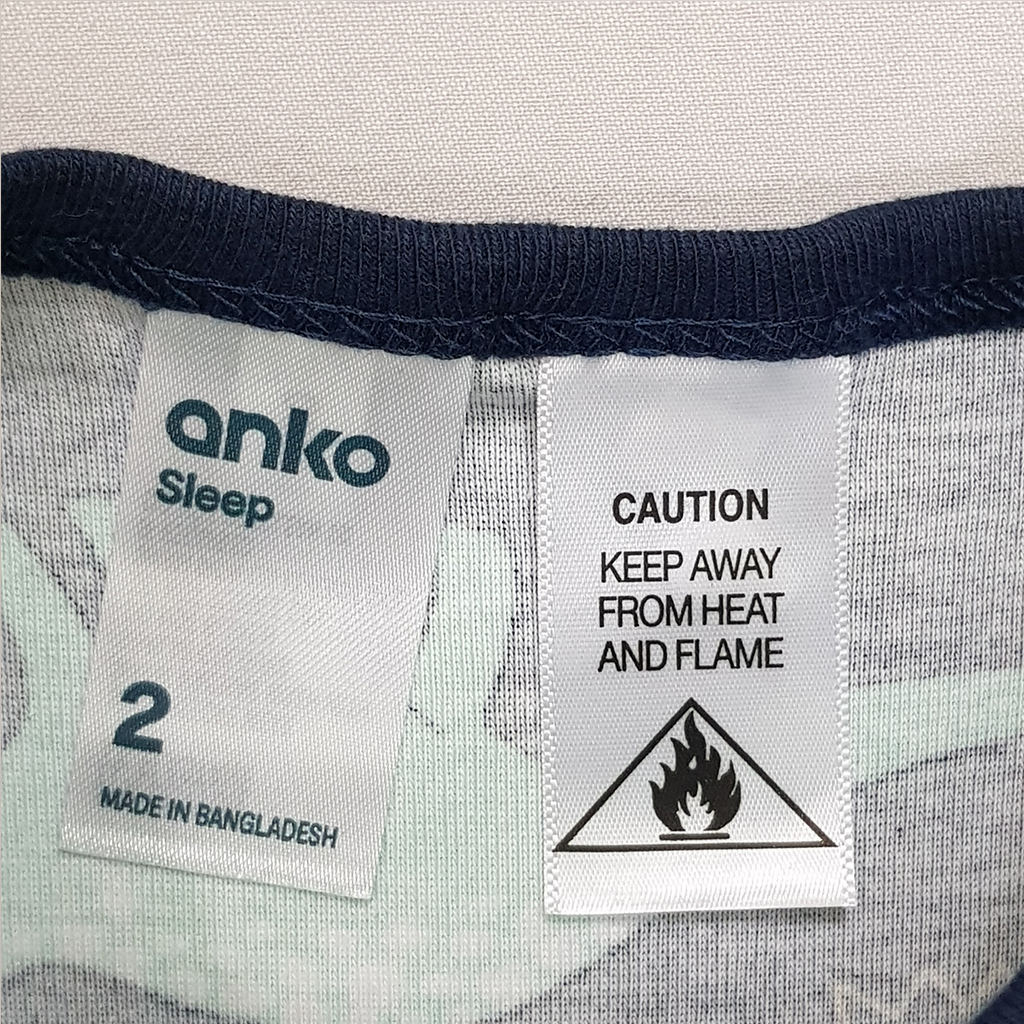 anko
Sleep
2
MADE IN BANGLADESH
CAUTION
KEEP AWAY
FROM HEAT
AND FLAME